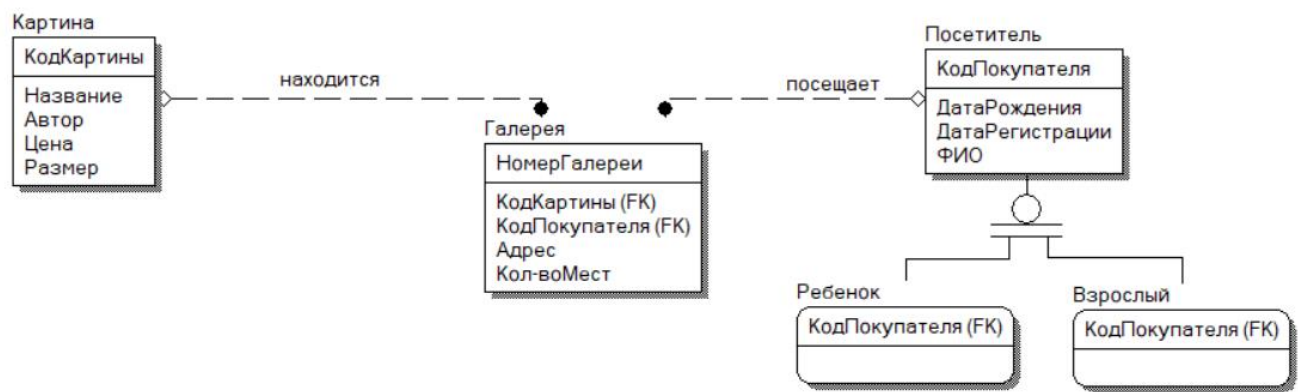 Картина
КодКартины
Название
Автор
Цена
Размер
находится
Галерея
НомерГалереи
КодКартины (FK)
КодПокупателя (FK)
Адрес
Кол-воМест
посещает
Посетитель
КодПокупателя
ДатаРождения
ДатаРегистрации
ФИО
Ребенок
КодПокупателя (FK)
Взрослый
КодПокупателя (FK)